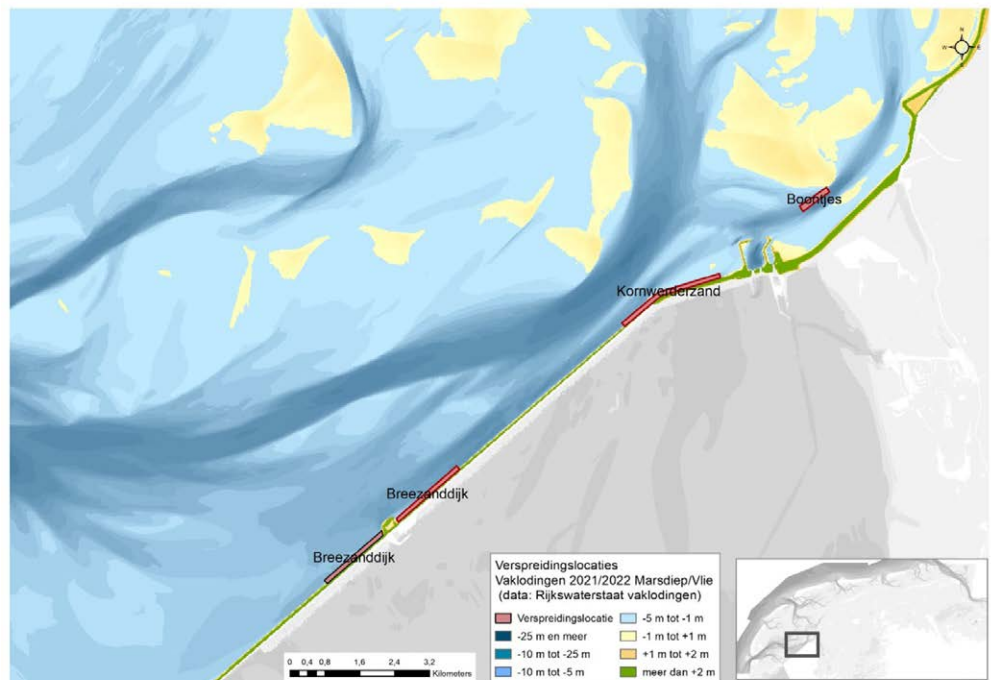 N
W
E
Boontjes
Kornwerderzand
Breezanddijk
Breezanddijk
Verspreidingslocaties
Vaklodingen 2021/2022 Marsdiep/Vlie
(data: Rijkswaterstaat vaklodingen)
Verspreidingslocatie
-25 m en meer
-10 m tot -25 m
-10 m tot -5 m
-5 m tot -1 m
-1 m tot +1 m
+1 m tot +2 m
meer dan +2 m
0 0,4 0,8 1,6 2,4 3,2
Kilometers